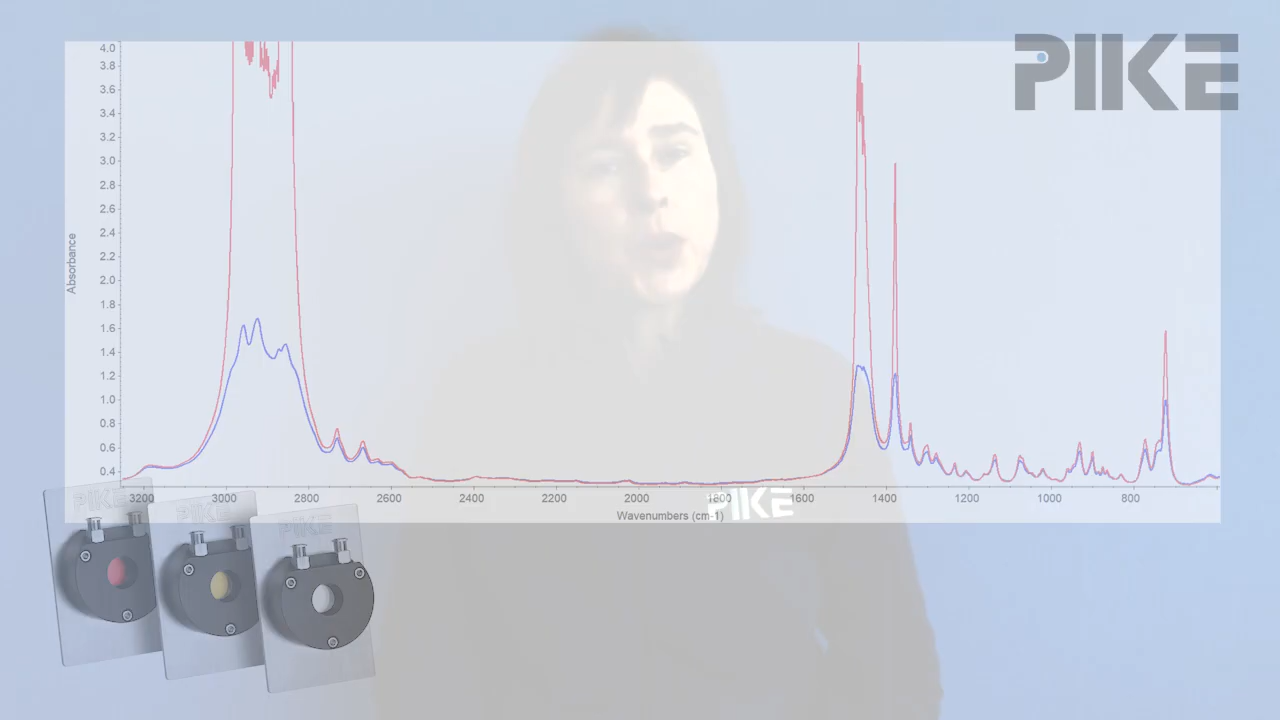 PIKE
4.0
3.8
3.6
3.4
3.2
3.0
2.8
2.6
2.4
2.2
2.0
1.8
1.6
1.4
1.2
1.0
0.8
0.6
0.4
Absorbance
3200 3000 2800 2600 2400 2200 2000 1800 1600 1400 1200 1000 800
Wavenumbers (cm-1)
PIKE
PIKE
PIKE
PIKE